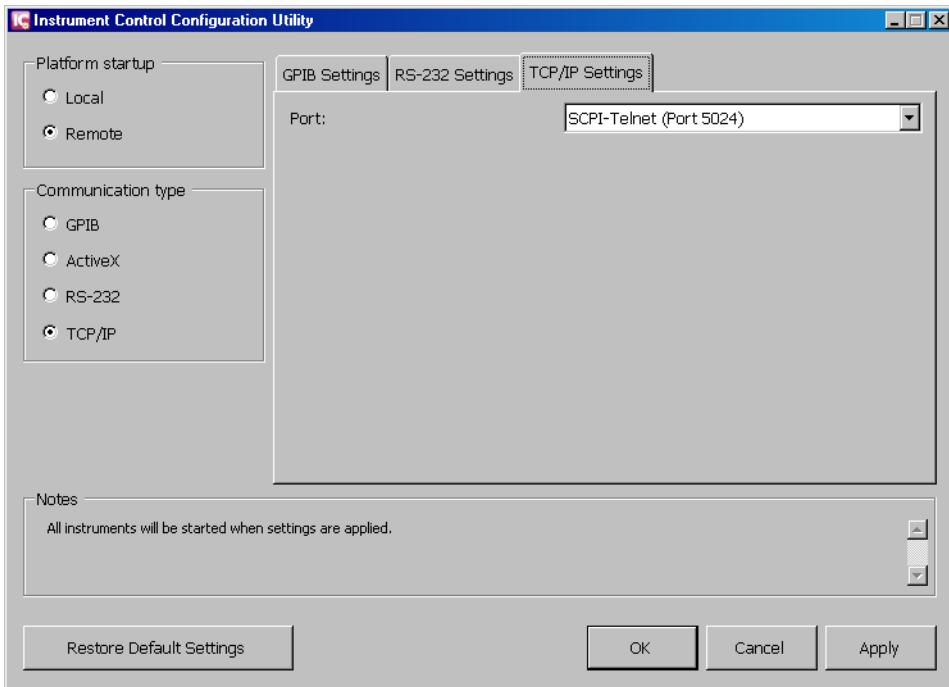 IC Instrument Control Configuration Utility
Platform startup
Local
Remote
Communication type
GPIB
ActiveX
RS-232
TCP/IP
GPIB Settings RS-232 Settings TCP/IP Settings
Port: SCPI-Telnet (Port 5024)
Notes
All instruments will be started when settings are applied.
Restore Default Settings OK Cancel Apply